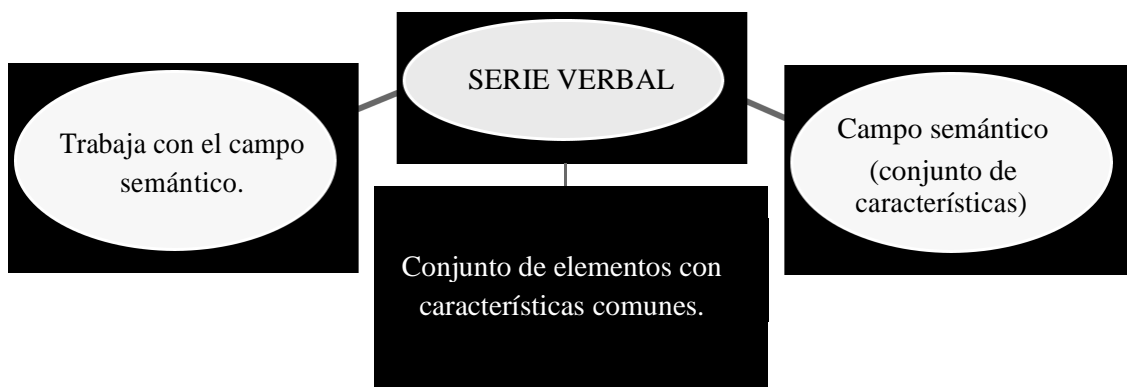 SERIE VERBAL
Trabaja con el campo
semántico.
Conjunto de elementos con
características comunes.
Campo semántico
(conjunto de
características)